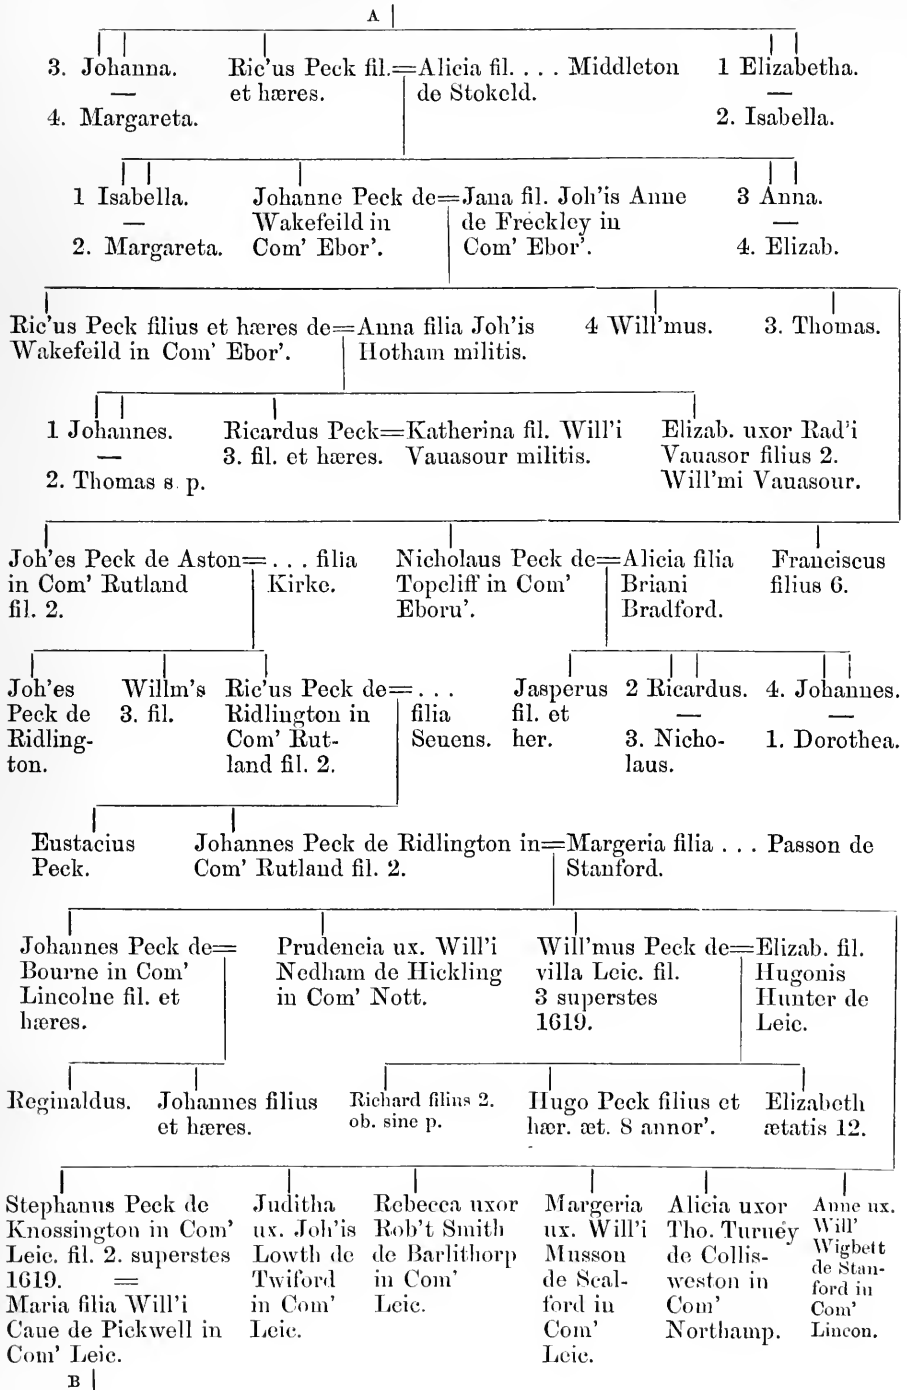 A
3. Johanna.
—
4. Margareta.
Ric'us Peck fil.=Alicia fil. . . . . Middleton
et hæres. de Stokeld.
1 Elizabetha.
—
2. Isabella.
1 Isabella.
—
2. Margareta.
Johanne Peck de=Jana fil. Joh'is Anne
Wakefeild in de Freckley in
Com' Ebor'. Com' Ebor'.
3 Anna.
—
4. Elizab.
Ric'us Peck filius et hæres de=Anna filia Joh'is
Wakefeild in Com' Ebor'. Hotham militis.
4 Will'mus.
3. Thomas.
1 Johannes.
—
2. Thomas s. p.
Ricardus Peck=Katherina fil. Will'i
3. fil. et hæres. Vauasour militis.
Elizab. uxor Rad'i
Vauasor filius 2.
Will'mi Vauasour.
Joh'es Peck de Aston= . . . filia
in Com' Rutland Kirke.
fil. 2.
Nicholaus Peck de=Alicia filia
Topcliff in Com' Briani
Eboru'. Bradford.
Franciscus
filius 6.
Joh'es
Peck de
Ridling-
ton.
Willm's
3. fil.
Ric'us Peck de= . . .
Ridlington in filia
Com' Rut- Seuens.
land fil. 2.
Jasperus
fil. et
her.
2 Ricardus.
—
3. Nicho-
laus.
4. Johannes.
—
1. Dorothea.
Eustacius
Peck.
Johannes Peck de Ridlington in=Margeria filia . . . Passon de
Com' Rutland fil. 2. Stanford.
Johannes Peck de=
Bourne in Com'
Lincolne fil. et
hæres.
Prudencia ux. Will'i
Nedham de Hickling
in Com' Nott.
Will'mus Peck de=Elizab. fil.
villa Leic. fil. Hugonis
3 superstes Hunter de
1619. Leic.
Reginaldus.
Johannes filius
et hæres.
Richard filius 2.
ob. sine p.
Hugo Peck filius et
hær. æt. 8 annor'.
Elizabeth
ætatis 12.
Stephanus Peck de
Knossington in Com'
Leic. fil. 2. superstes
1619. =
Maria filia Will'i
Caue de Pickwell in
Com' Leic.
Juditha
ux. Joh'is
Lowth de
Twiford
in Com'
Leic.
Rebecca uxor
Rob't Smith
de Barlithorp
in Com'
Leic.
Margeria
ux. Will'i
Musson
de Scal-
ford in
Com'
Leic.
Alicia uxor
Tho. Turney
de Collis-
weston in
Com'
Northamp.
Anne ux.
Will'
Wigbett
de Stan-
ford in
Com'
Lincon.
B